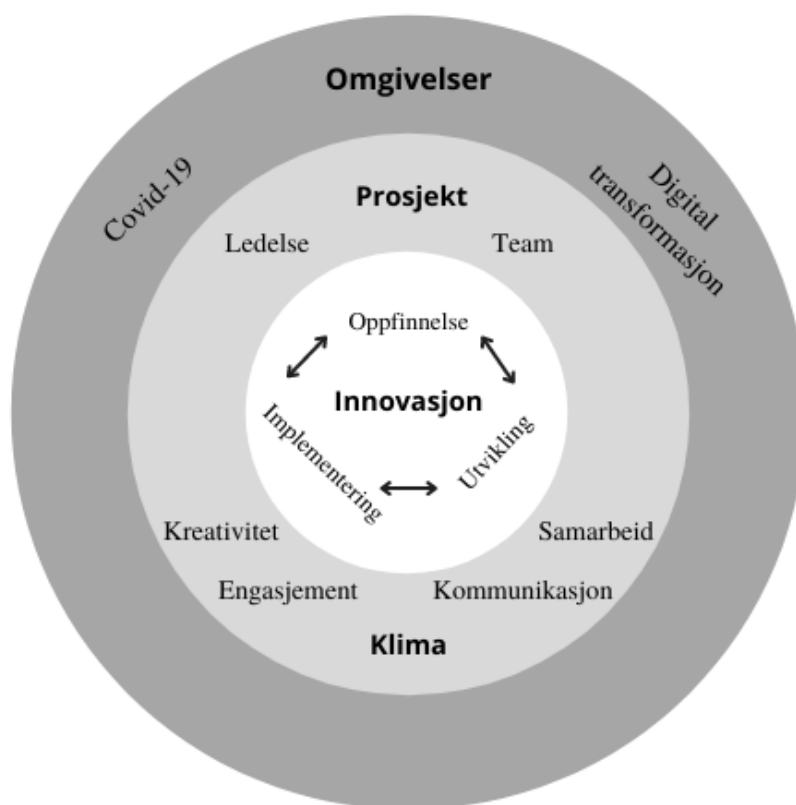 Omgivelser
Covid-19
Digital
transformasjon
Prosjekt
Ledelse
Team
Oppfinnelse
Innovasjon
Implementering
Utvikling
Kreativitet
Samarbeid
Engasjement
Kommunikasjon
Klima